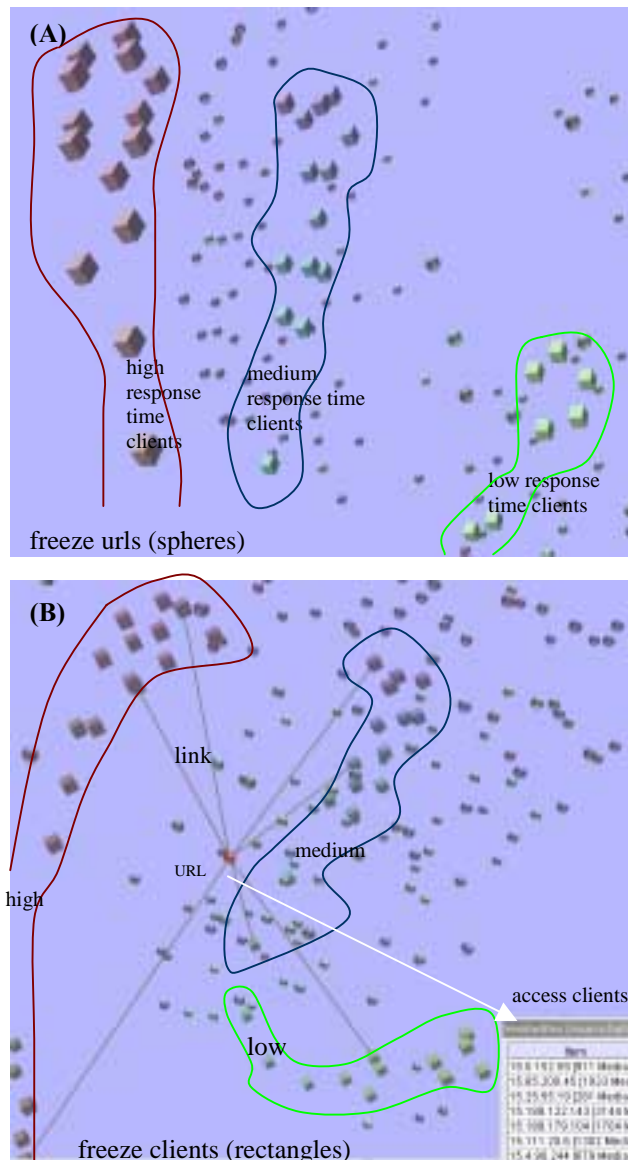 (A)
high
response
time
clients
medium
response time
clients
low response
time clients
freeze urls (spheres)
(B)
link
URL
medium
high
access clients
low
freeze clients (rectangles)